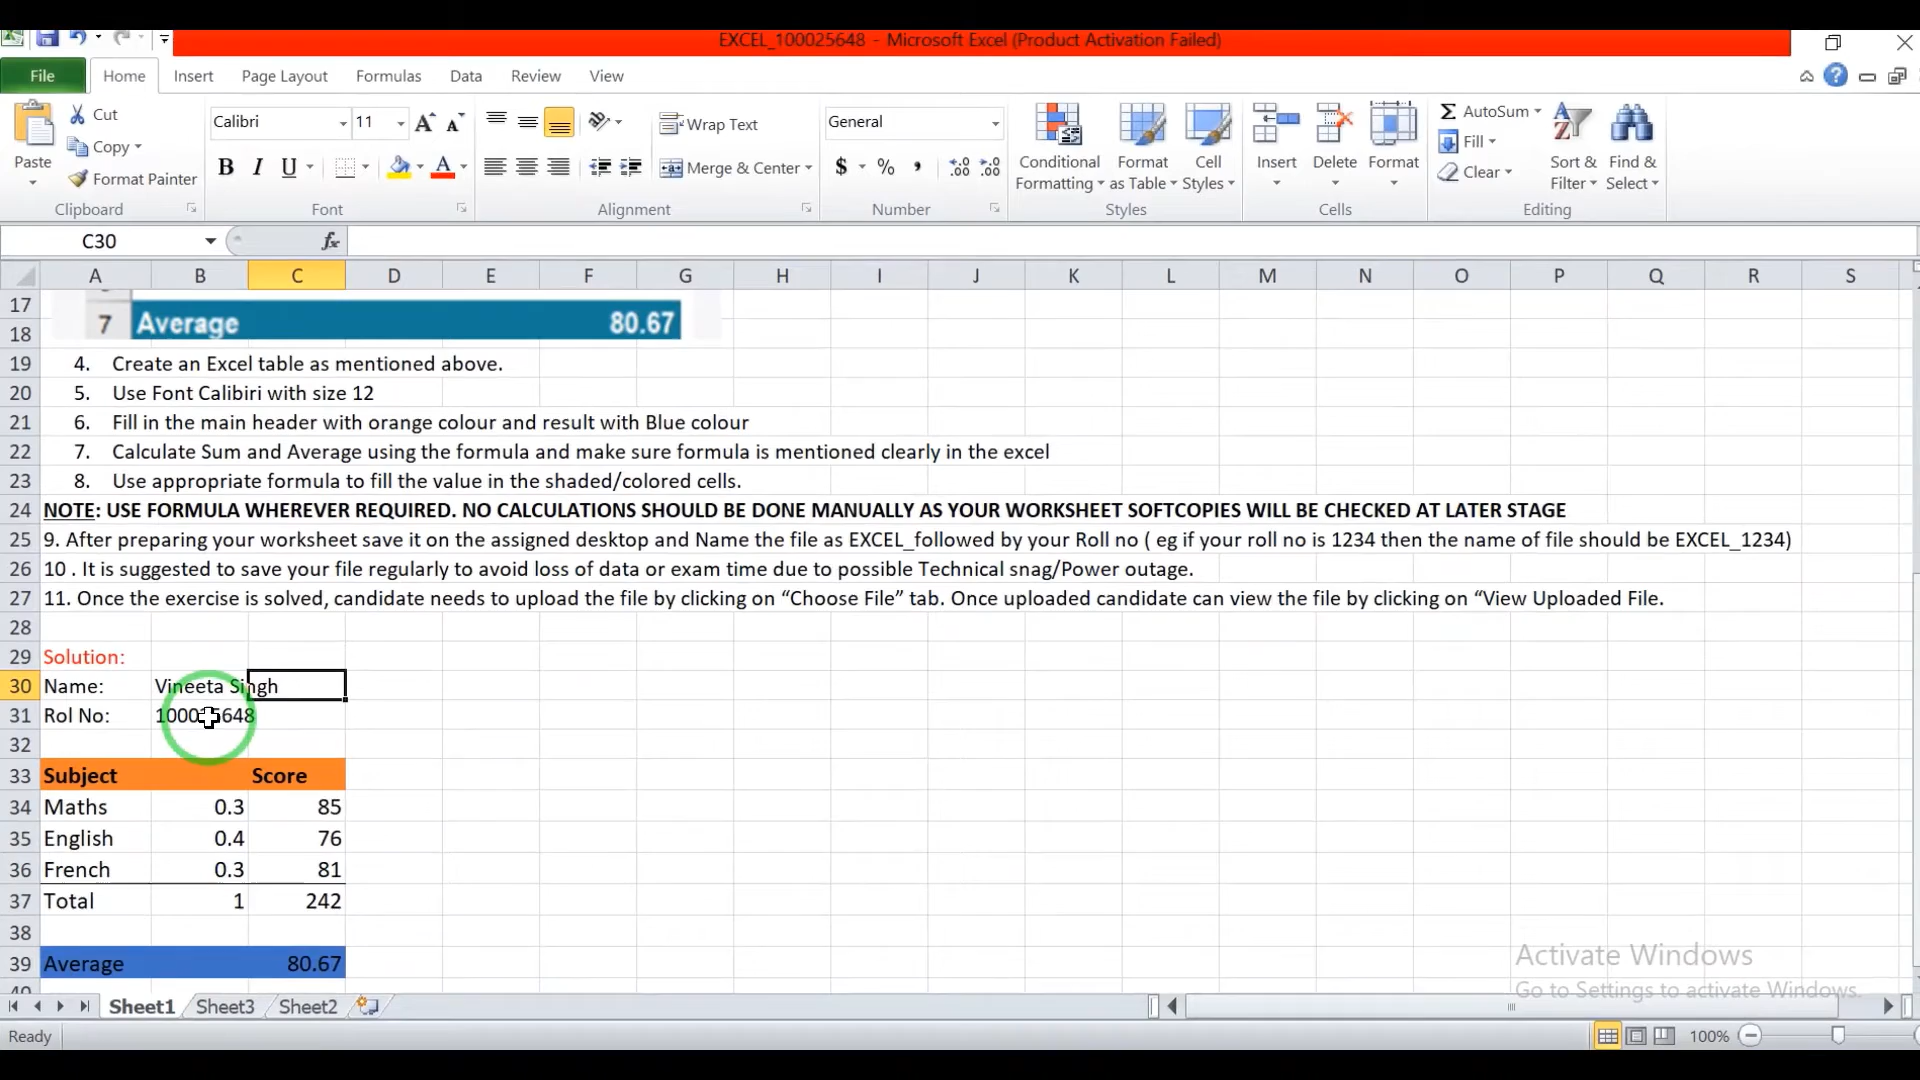 EXCEL_100025648 - Microsoft Excel (Product Activation Failed)
File Home Insert Page Layout Formulas Data Review View
Paste
Cut
Copy
Format Painter
Clipboard
Calibri 11
B I U
Font
Wrap Text
Merge & Center
Alignment
General
$ % ,
Number
Conditional Formatting
Format as Table
Cell Styles
Styles
Insert
Delete
Format
Cells
AutoSum
Fill
Clear
Sort & Filter
Find & Select
Editing
C30 fx
A B C D E F G H I J K L M N O P Q R S
17
18
7 Average 80.67
19 4. Create an Excel table as mentioned above.
20 5. Use Font Calibiri with size 12
21 6. Fill in the main header with orange colour and result with Blue colour
22 7. Calculate Sum and Average using the formula and make sure formula is mentioned clearly in the excel
23 8. Use appropriate formula to fill the value in the shaded/colored cells.
24 NOTE: USE FORMULA WHEREVER REQUIRED. NO CALCULATIONS SHOULD BE DONE MANUALLY AS YOUR WORKSHEET SOFTCOPIES WILL BE CHECKED AT LATER STAGE
25 9. After preparing your worksheet save it on the assigned desktop and Name the file as EXCEL_followed by your Roll no ( eg if your roll no is 1234 then the name of file should be EXCEL_1234)
26 10 . It is suggested to save your file regularly to avoid loss of data or exam time due to possible Technical snag/Power outage.
27 11. Once the exercise is solved, candidate needs to upload the file by clicking on “Choose File” tab. Once uploaded candidate can view the file by clicking on “View Uploaded File.
28
29 Solution:
30 Name: Vineeta Singh
31 Rol No: 100025648
32
33 Subject Score
34 Maths 0.3 85
35 English 0.4 76
36 French 0.3 81
37 Total 1 242
38
39 Average 80.67
Activate Windows
Go to Settings to activate Windows.
Sheet1 Sheet3 Sheet2
Ready 100%